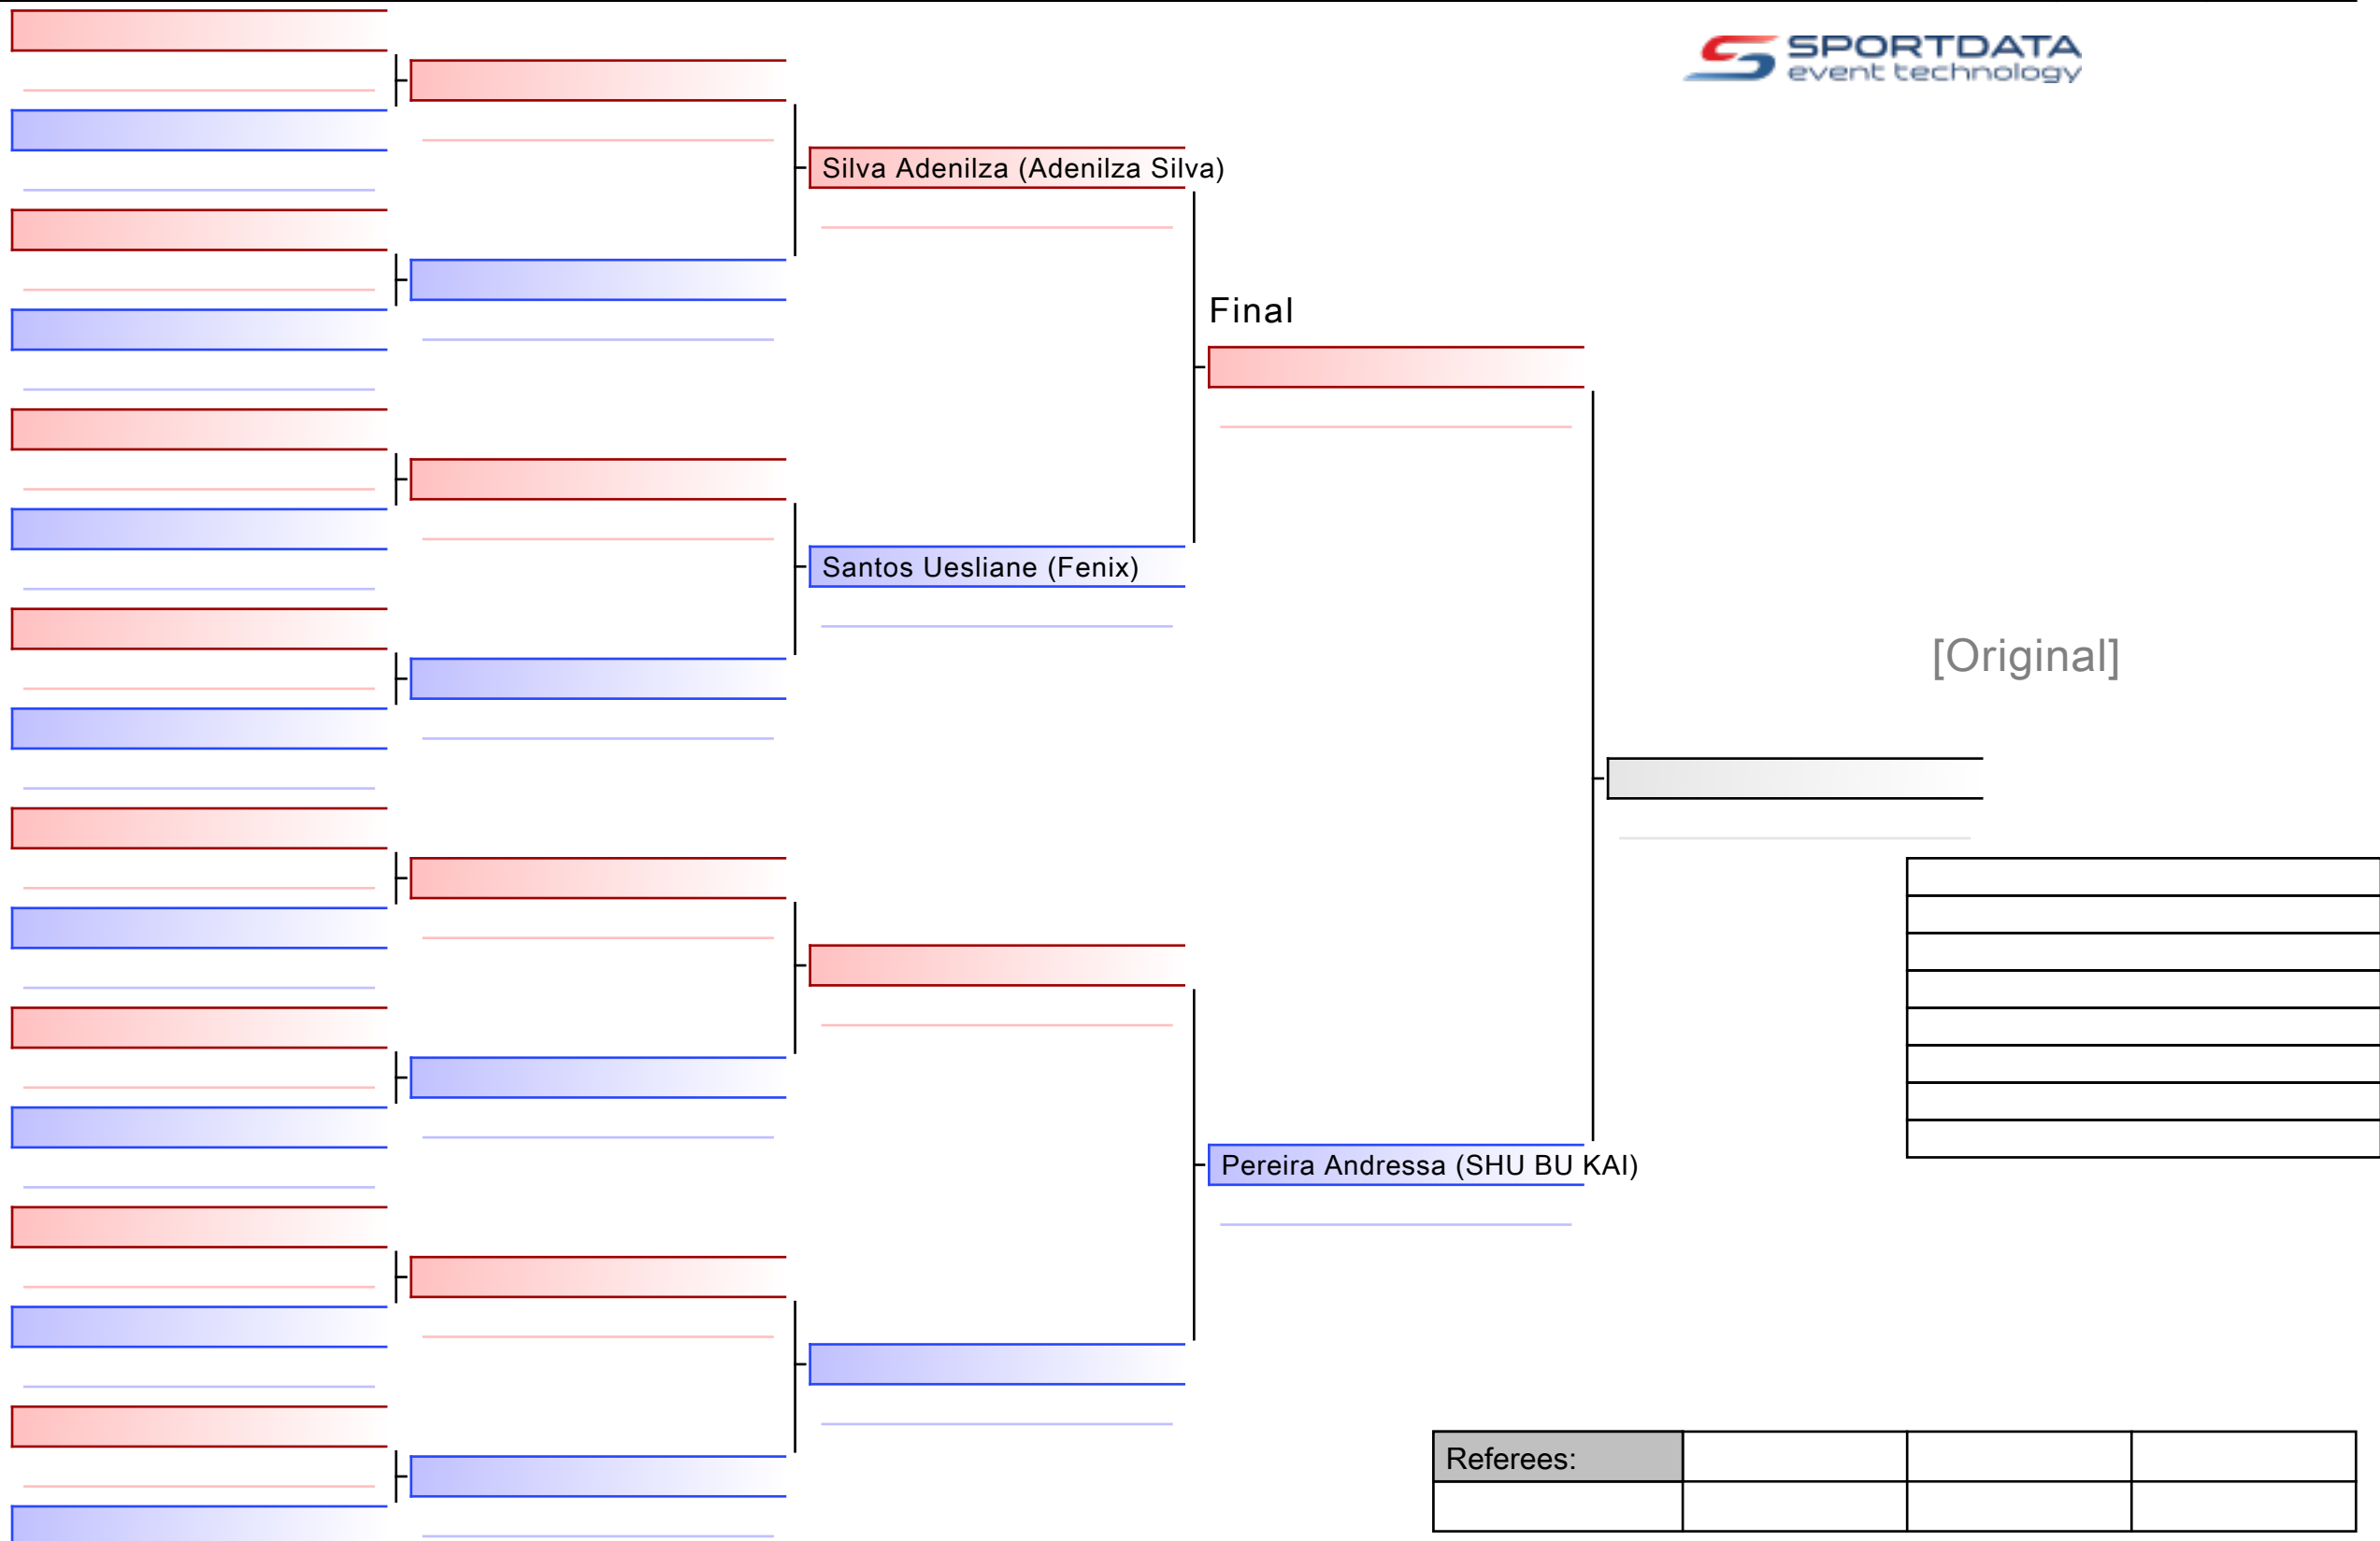 SPORTDATA
event technology
Silva Adenilza (Adenilza Silva)
Final
Santos Uesliane (Fenix)
[Original]
Pereira Andressa (SHU BU KAI)
Referees: